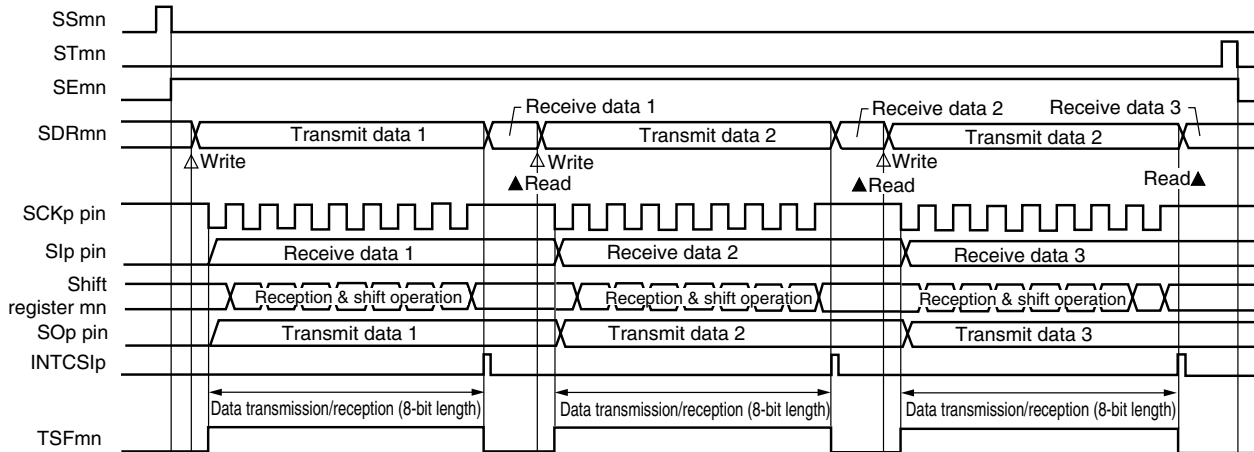 SSmn
STmn
SEmn
Receive data 1
Receive data 2
Receive data 3
SDRmn
Transmit data 1
Transmit data 2
Transmit data 2
△Write
△Write
△Write
▲Read
▲Read
Read▲
SCKp pin
SIp pin
Receive data 1
Receive data 2
Receive data 3
Shift
register mn
Reception & shift operation
Reception & shift operation
Reception & shift operation
SOp pin
Transmit data 1
Transmit data 2
Transmit data 3
INTCSIp
Data transmission/reception (8-bit length)
Data transmission/reception (8-bit length)
Data transmission/reception (8-bit length)
TSFmn